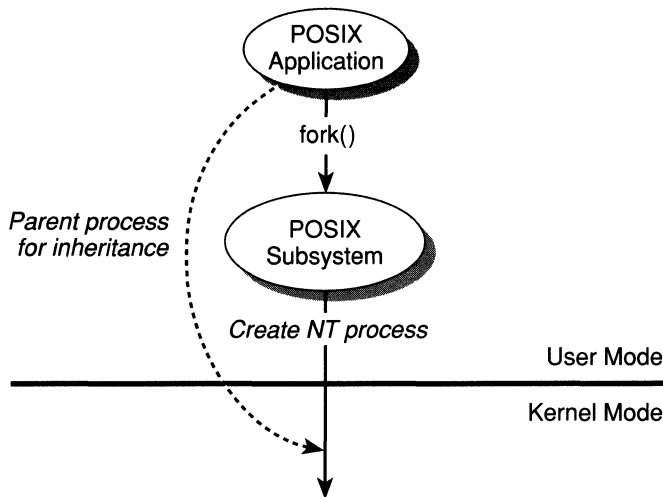 POSIX
Application
fork()
Parent process
for inheritance
POSIX
Subsystem
Create NT process
User Mode
Kernel Mode